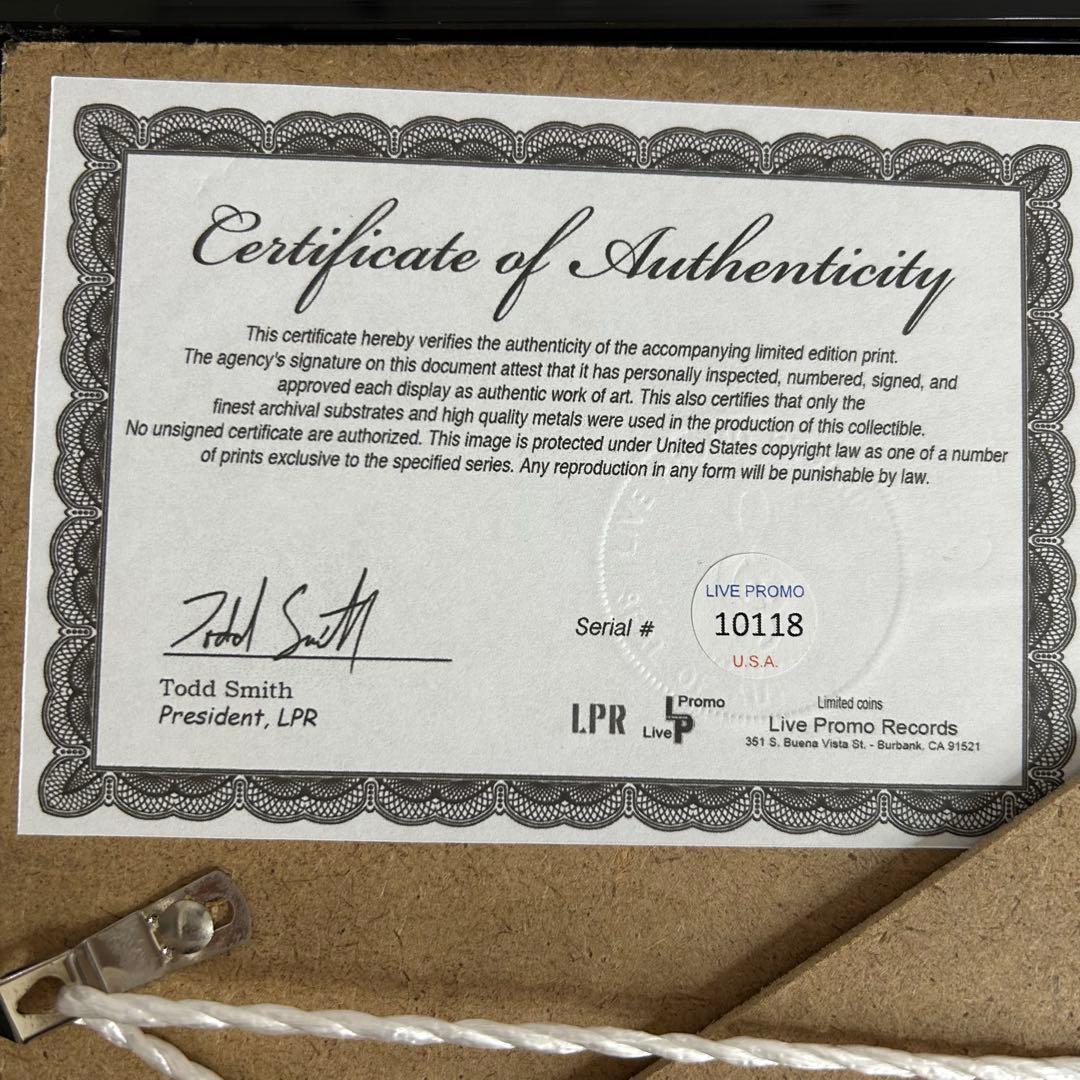 Certificate of Authenticity
This certificate hereby verifies the authenticity of the accompanying limited edition print.
The agency's signature on this document attest that it has personally inspected, numbered, signed, and
approved each display as authentic work of art. This also certifies that only the
finest archival substrates and high quality metals were used in the production of this collectible.
No unsigned certificate are authorized. This image is protected under United States copyright law as one of a number
of prints exclusive to the specified series. Any reproduction in any form will be punishable by law.
Todd Smith
Todd Smith
President, LPR
Serial #
LIVE PROMO
10118
U.S.A.
LIVE
LPR
Promo
Live
LP
Limited coins
Live Promo Records
351 S. Buena Vista St. - Burbank, CA 91521